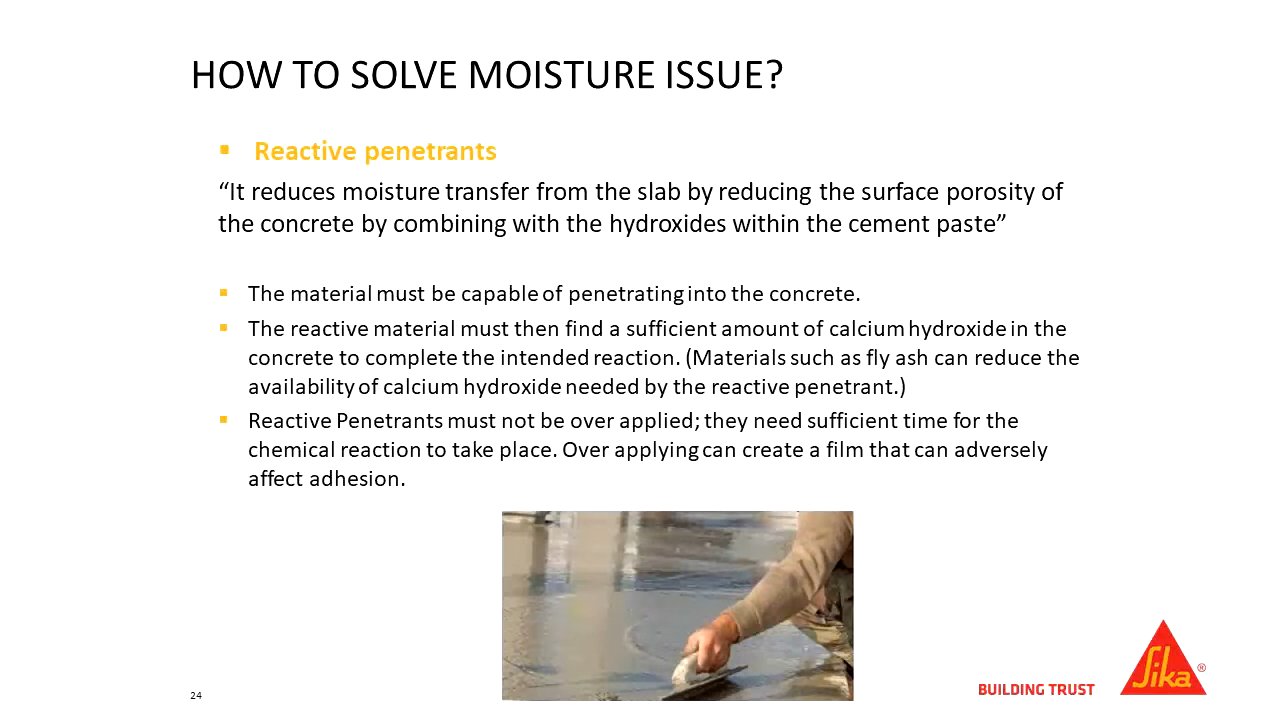 HOW TO SOLVE MOISTURE ISSUE?
▪ Reactive penetrants
“It reduces moisture transfer from the slab by reducing the surface porosity of
the concrete by combining with the hydroxides within the cement paste”
▪ The material must be capable of penetrating into the concrete.
▪ The reactive material must then find a sufficient amount of calcium hydroxide in the
concrete to complete the intended reaction. (Materials such as fly ash can reduce the
availability of calcium hydroxide needed by the reactive penetrant.)
▪ Reactive Penetrants must not be over applied; they need sufficient time for the
chemical reaction to take place. Over applying can create a film that can adversely
affect adhesion.
24
BUILDING TRUST
Sika®